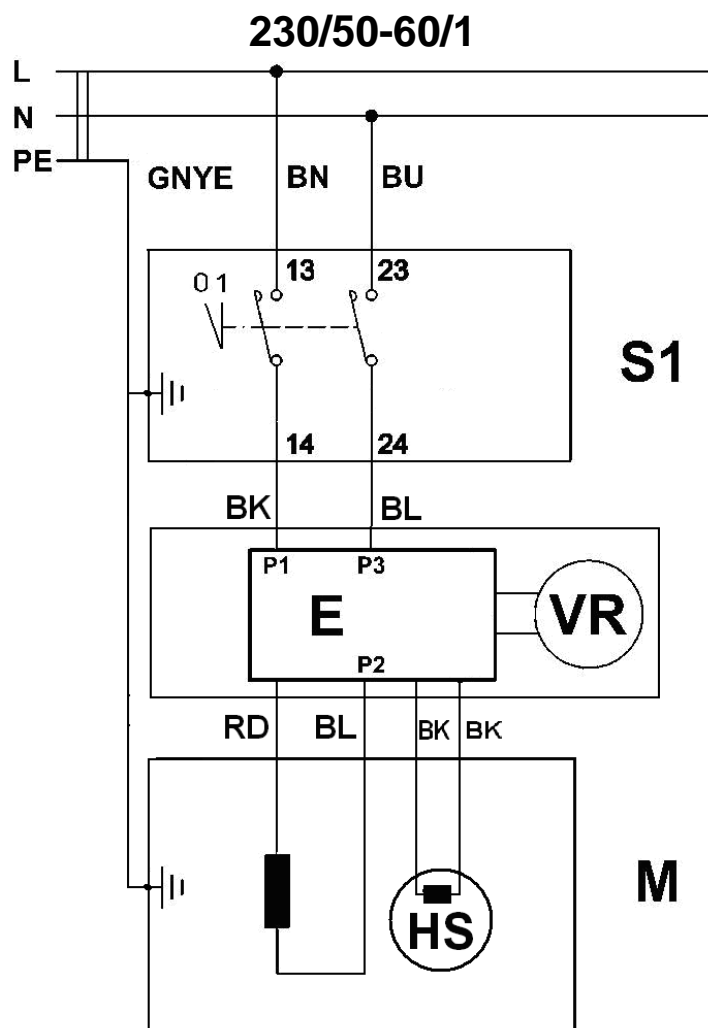 230/50-60/1
L
N
PE
GNYE BN BU
13 23
0 1
S1
14 24
BK BL
P1 P3
E VR
P2
RD BL BK BK
M
HS